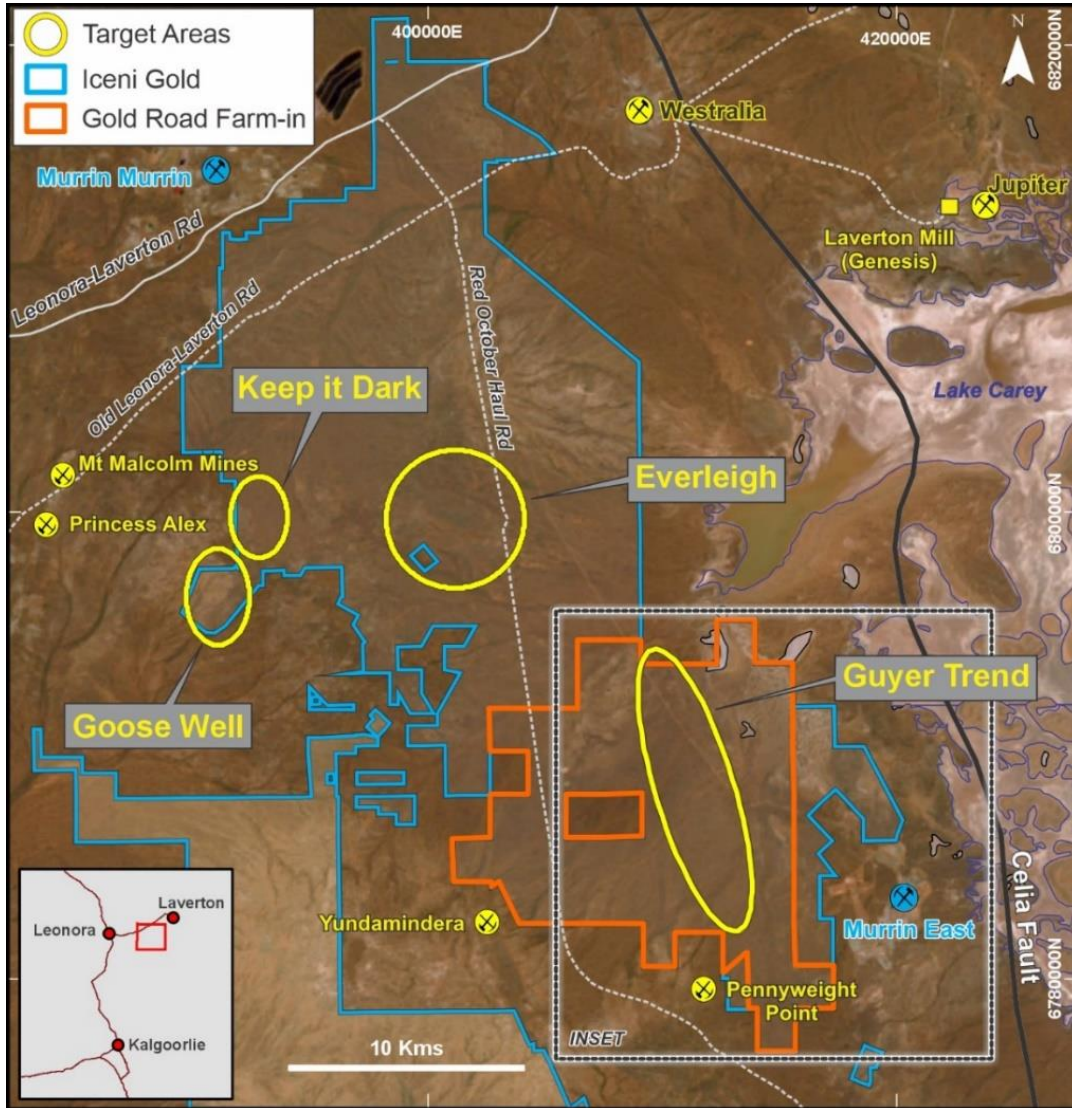 Target Areas
Iceni Gold
Gold Road Farm-in
400000E
420000E
N
6820000N
Westralia
Murrin Murrin
Jupiter
Laverton Mill
(Genesis)
Leonora-Laverton Rd
Old Leonora-Laverton Rd
Red October Haul Rd
Keep it Dark
Lake Carey
Mt Malcolm Mines
Everleigh
Princess Alex
6800000N
Guyer Trend
Goose Well
Celia Fault
Laverton
Leonora
Yundamindera
Murrin East
Pennyweight
Point
6780000N
INSET
Kalgoorlie
10 Kms